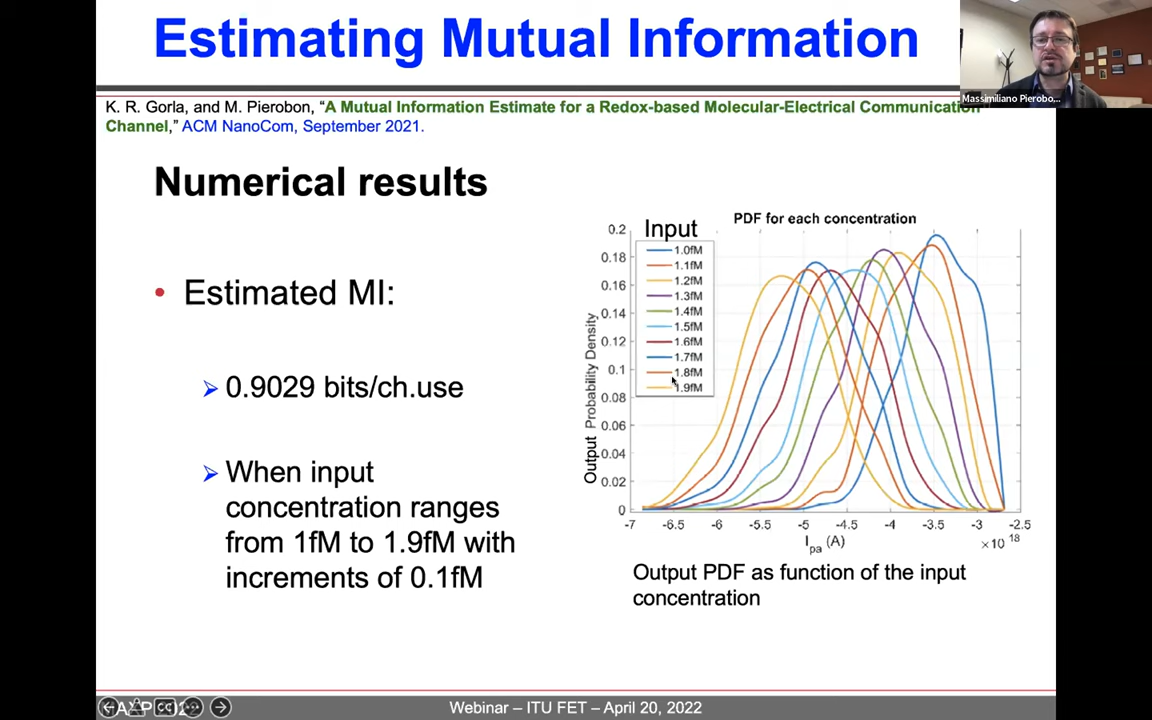 Estimating Mutual Information
Massimiliano Pierobo...
K. R. Gorla, and M. Pierobon, "A Mutual Information Estimate for a Redox-based Molecular-Electrical Communication
Channel," ACM NanoCom, September 2021.
Numerical results
• Estimated MI:
➢ 0.9029 bits/ch.use
➢ When input
concentration ranges
from 1fM to 1.9fM with
increments of 0.1fM
PDF for each concentration
Input
1.0fM
1.1fM
1.2fM
1.3fM
1.4fM
1.5fM
1.6fM
1.7fM
1.8fM
1.9fM
Output Probability Density
0.2
0.18
0.16
0.14
0.12
0.1
0.08
0.06
0.04
0.02
0
-7 -6.5 -6 -5.5 -5 -4.5 -4 -3.5 -3 -2.5
I pa (A)
×10 18
Output PDF as function of the input
concentration
Webinar – ITU FET – April 20, 2022